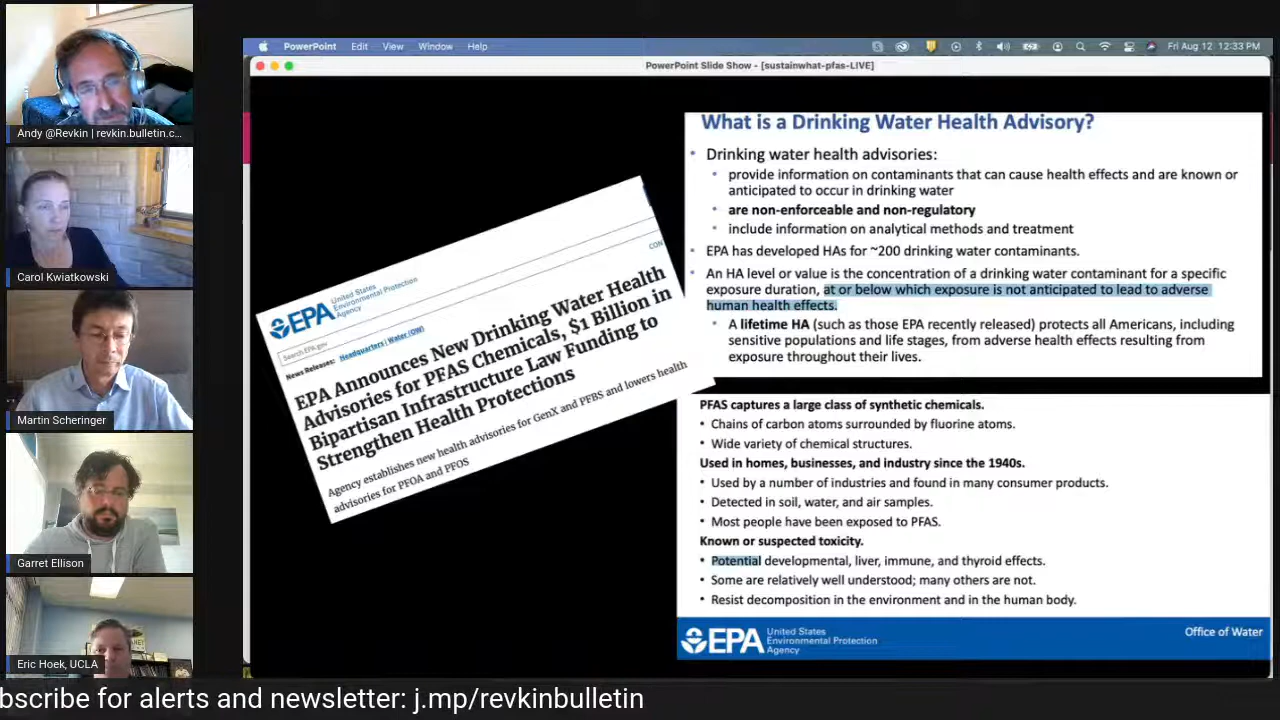 PowerPoint Edit View Window Help
Fri Aug 12 12:33 PM
PowerPoint Slide Show - [sustainwhat-pfas-LIVE]
Andy @Revkin | revkin.bulletin.c...
Carol Kwiatkowski
Martin Scheringer
Garret Ellison
Eric Hoek, UCLA
EPA
United States
Environmental Protection
Agency
Search EPA.gov
CON
News Releases: Headquarters | Water (OW)
EPA Announces New Drinking Water Health
Advisories for PFAS Chemicals, $1 Billion in
Bipartisan Infrastructure Law Funding to
Strengthen Health Protections
Agency establishes new health advisories for GenX and PFBS and lowers health
advisories for PFOA and PFOS
What is a Drinking Water Health Advisory?
• Drinking water health advisories:
• provide information on contaminants that can cause health effects and are known or
anticipated to occur in drinking water
• are non-enforceable and non-regulatory
• include information on analytical methods and treatment
• EPA has developed HAs for ~200 drinking water contaminants.
• An HA level or value is the concentration of a drinking water contaminant for a specific
exposure duration, at or below which exposure is not anticipated to lead to adverse
human health effects.
• A lifetime HA (such as those EPA recently released) protects all Americans, including
sensitive populations and life stages, from adverse health effects resulting from
exposure throughout their lives.
PFAS captures a large class of synthetic chemicals.
• Chains of carbon atoms surrounded by fluorine atoms.
• Wide variety of chemical structures.
Used in homes, businesses, and industry since the 1940s.
• Used by a number of industries and found in many consumer products.
• Detected in soil, water, and air samples.
• Most people have been exposed to PFAS.
Known or suspected toxicity.
• Potential developmental, liver, immune, and thyroid effects.
• Some are relatively well understood; many others are not.
• Resist decomposition in the environment and in the human body.
EPA
United States
Environmental Protection
Agency
Office of Water
bscribe for alerts and newsletter: j.mp/revkinbulletin